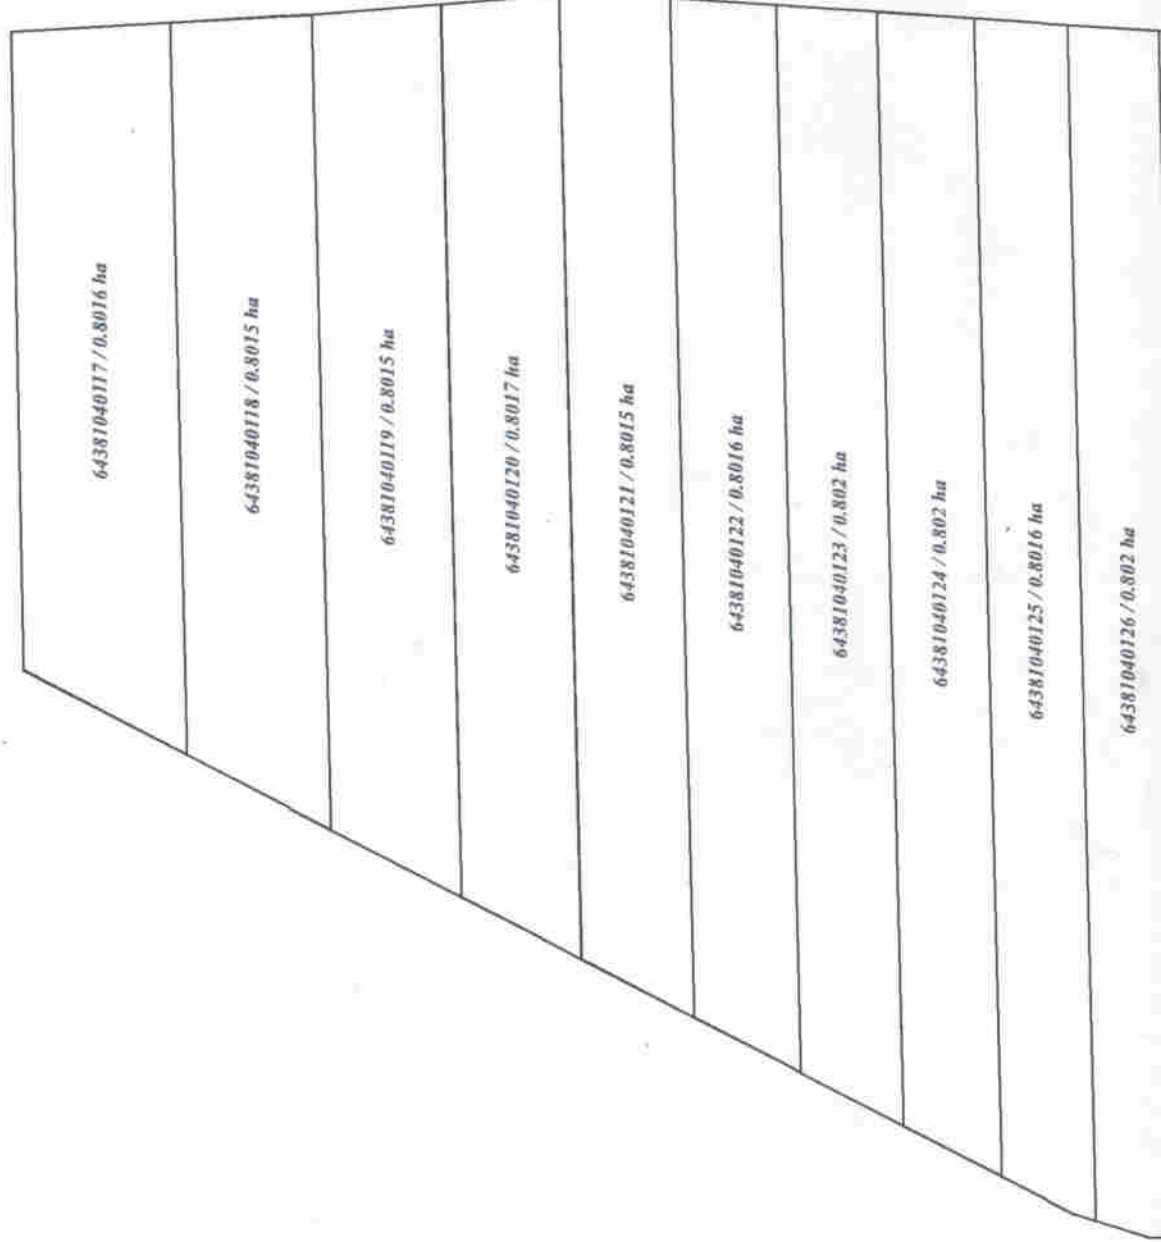 64381040117 / 0.8016 ha
64381040118 / 0.8015 ha
64381040119 / 0.8015 ha
64381040120 / 0.8017 ha
64381040121 / 0.8015 ha
64381040122 / 0.8016 ha
64381040123 / 0.802 ha
64381040124 / 0.802 ha
64381040125 / 0.8016 ha
64381040126 / 0.802 ha